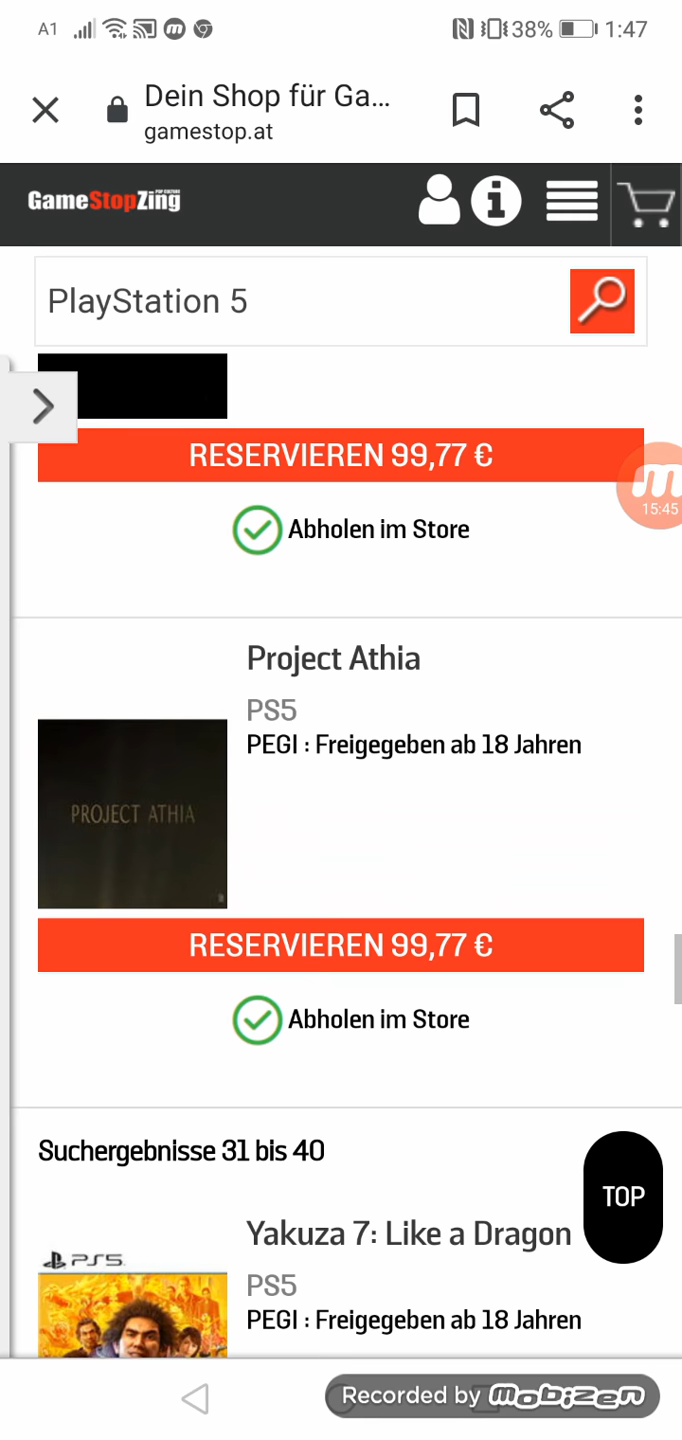 A1 38% 1:47
Dein Shop für Ga...
gamestop.at
GameStopZing
PlayStation 5
RESERVIEREN 99,77 €
15:45
Abholen im Store
Project Athia
PS5
PEGI : Freigegeben ab 18 Jahren
PROJECT ATHIA
RESERVIEREN 99,77 €
Abholen im Store
Suchergebnisse 31 bis 40
TOP
Yakuza 7: Like a Dragon
PS5
PS5
PEGI : Freigegeben ab 18 Jahren
Recorded by mobizen